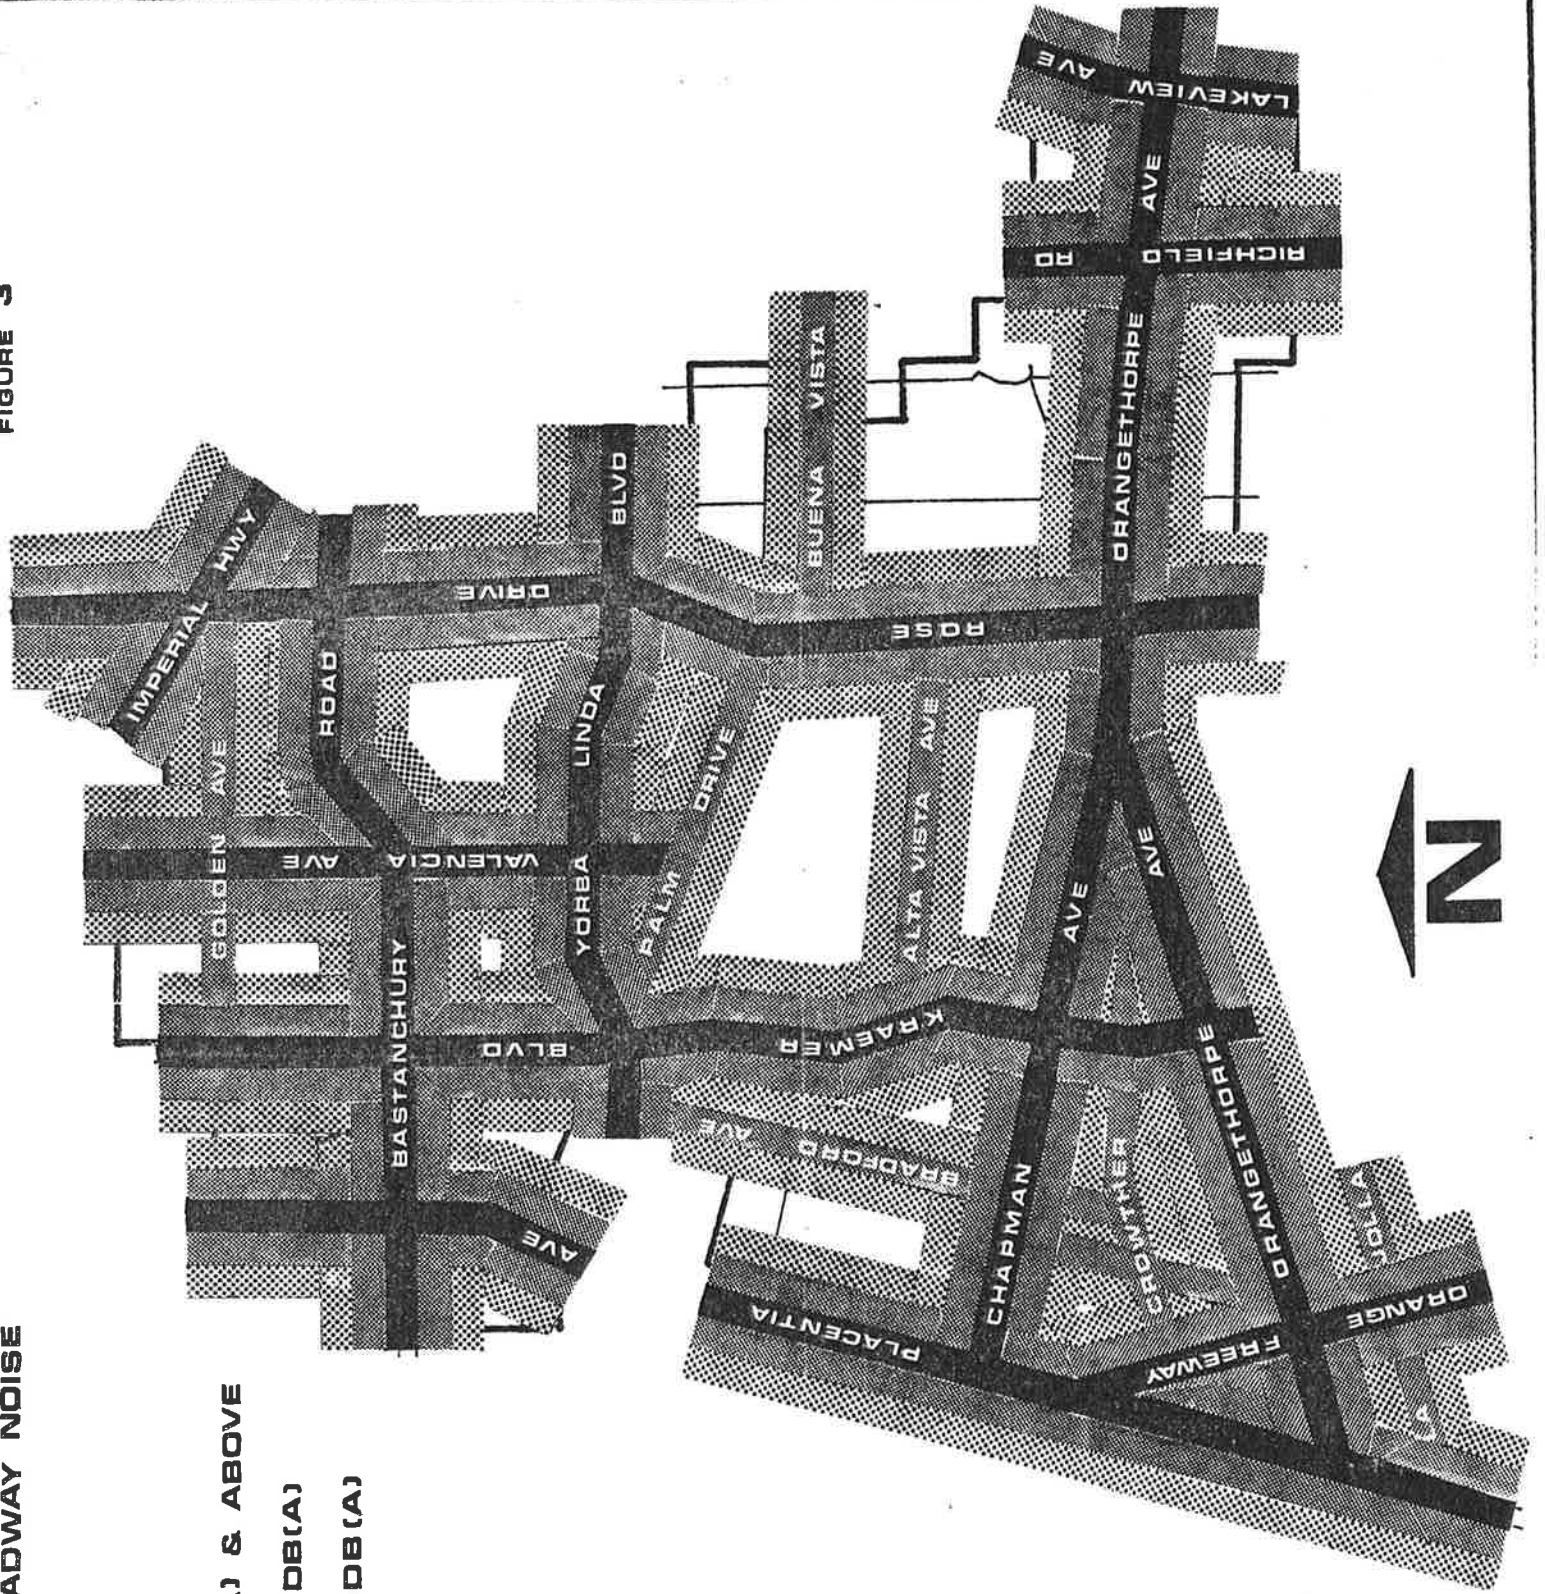 FIGURE 3
ADWAY NOISE
) & ABOVE
DB(A)
DB(A)
IMPERIAL HWY
GOLDEN AVE
ROAD
BASTANCHURY
VALENCIA AVE
DRIVE
ROSE
BLVD
LINDA
YORBA
PALM DRIVE
BUENA VISTA
ALTA VISTA AVE
KRAEMER
BLVD
AVE
BRADFORD AVE
PLACENTIA
CHAPMAN
AVE
CROWTHER
ORANGETHORPE
AVE
ORANGETHORPE AVE
RICHFIELD RD
LAKEVIEW AVE
ORANGE
FREEWAY
LA
JOLLA
N